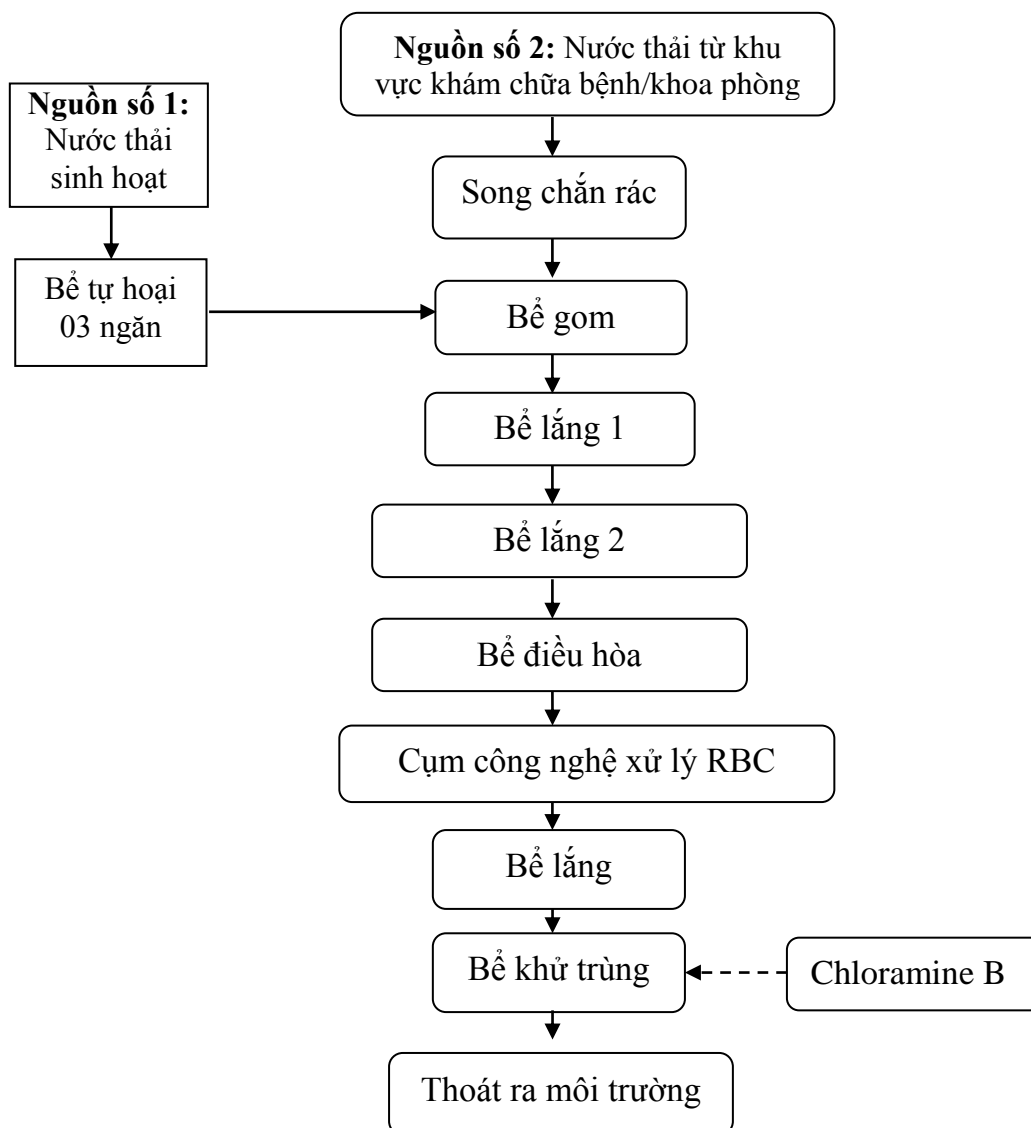 Nguồn số 2: Nước thải từ khu
vực khám chữa bệnh/khoa phòng
Nguồn số 1:
Nước thải
sinh hoạt
Song chắn rác
Bể tự hoại
03 ngăn
Bể gom
Bể lắng 1
Bể lắng 2
Bể điều hòa
Cụm công nghệ xử lý RBC
Bể lắng
Bể khử trùng
Chloramine B
Thoát ra môi trường